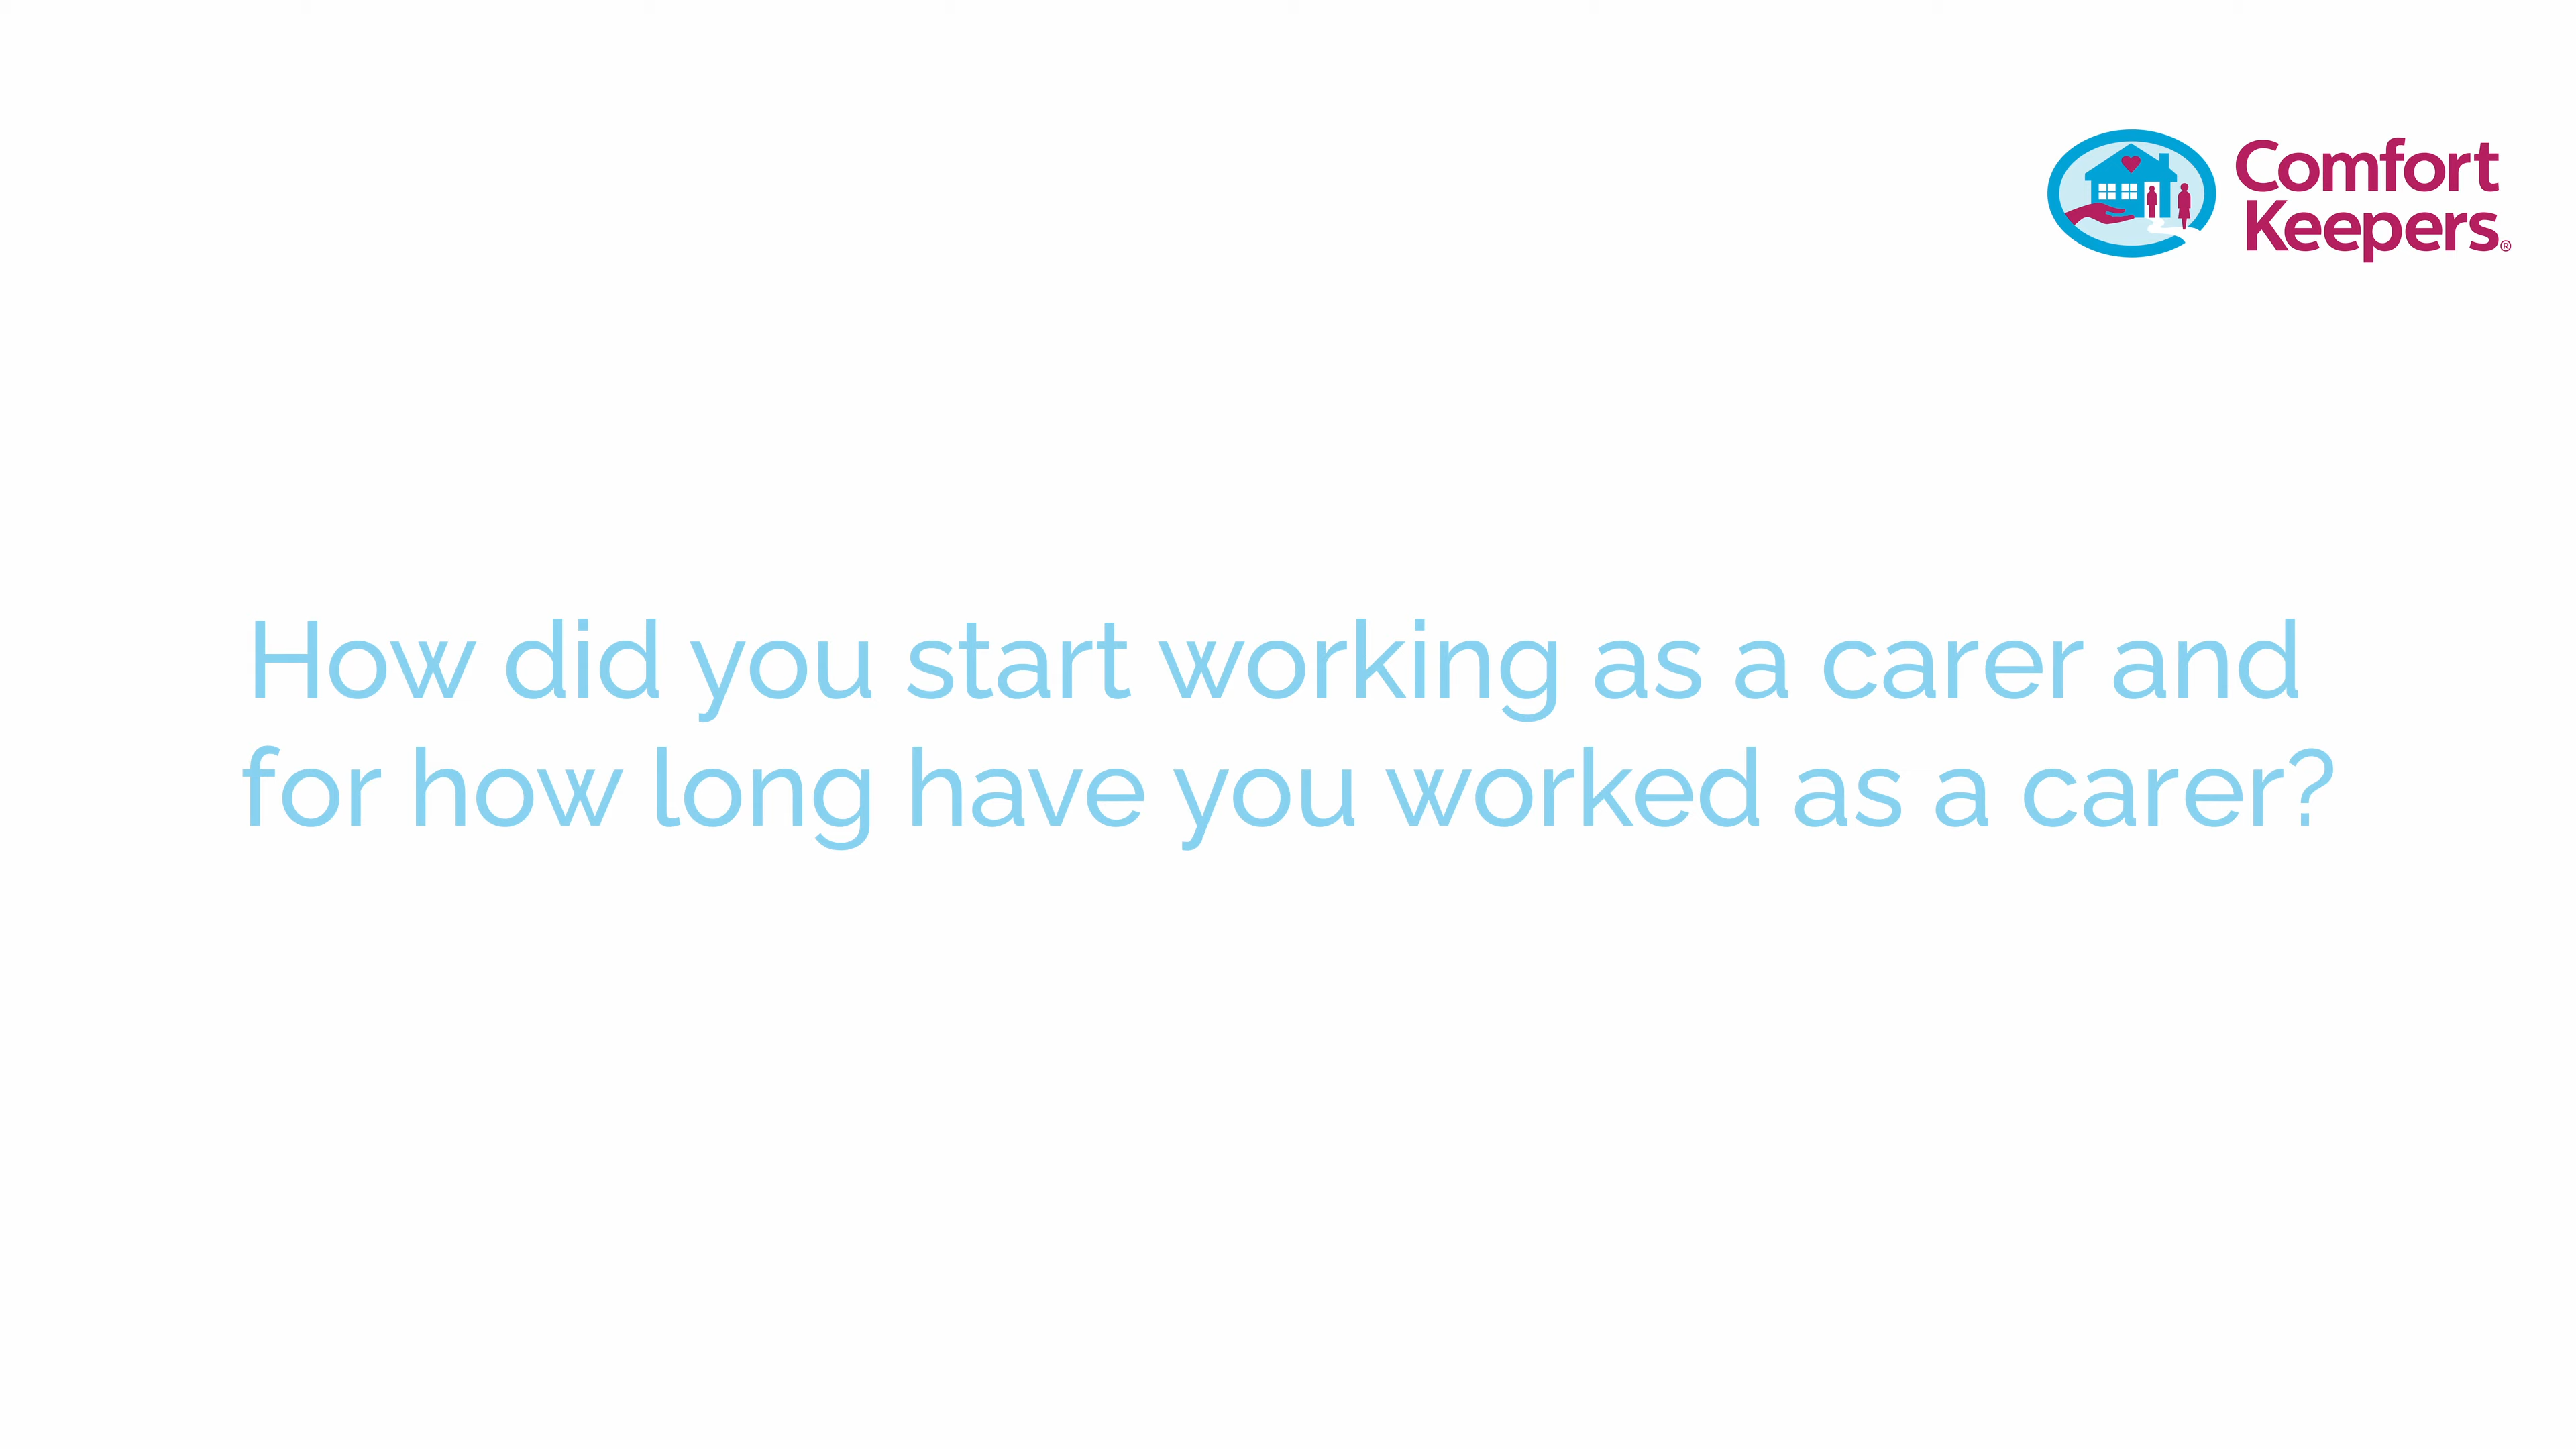 Comfort
Keepers®
How did you start working as a carer and
for how long have you worked as a carer?